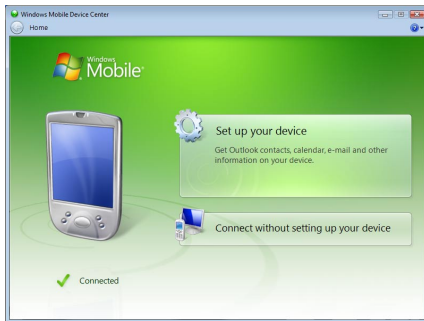 Windows Mobile Device Center
Home
Windows
Mobile
Set up your device
Get Outlook contacts, calendar, e-mail and other
information on your device.
Connect without setting up your device
Connected